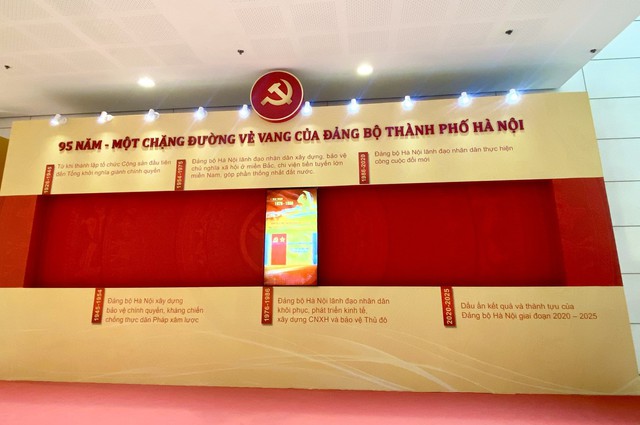 95 NĂM - MỘT CHẶNG ĐƯỜNG VẺ VANG CỦA ĐẢNG BỘ THÀNH PHỐ HÀ NỘI
Từ khi thành lập tổ chức Cộng sản đầu tiên
đến Tổng khởi nghĩa giành chính quyền
1954-1975
Đảng bộ Hà Nội lãnh đạo nhân dân xây dựng, bảo vệ
chủ nghĩa xã hội ở miền Bắc, chi viện tiền tuyến lớn
miền Nam, góp phần thống nhất đất nước.
1986-2025
Đảng bộ Hà Nội lãnh đạo nhân dân thực hiện
công cuộc đổi mới
1945-1954
Đảng bộ Hà Nội xây dựng
bảo vệ chính quyền, kháng chiến
chống thực dân Pháp xâm lược
1976-1986
Đảng bộ Hà Nội lãnh đạo nhân dân
khôi phục, phát triển kinh tế,
xây dựng CNXH và bảo vệ Thủ đô
2020-2025
Dấu ấn kết quả và thành tựu của
Đảng bộ Hà Nội giai đoạn 2020 – 2025